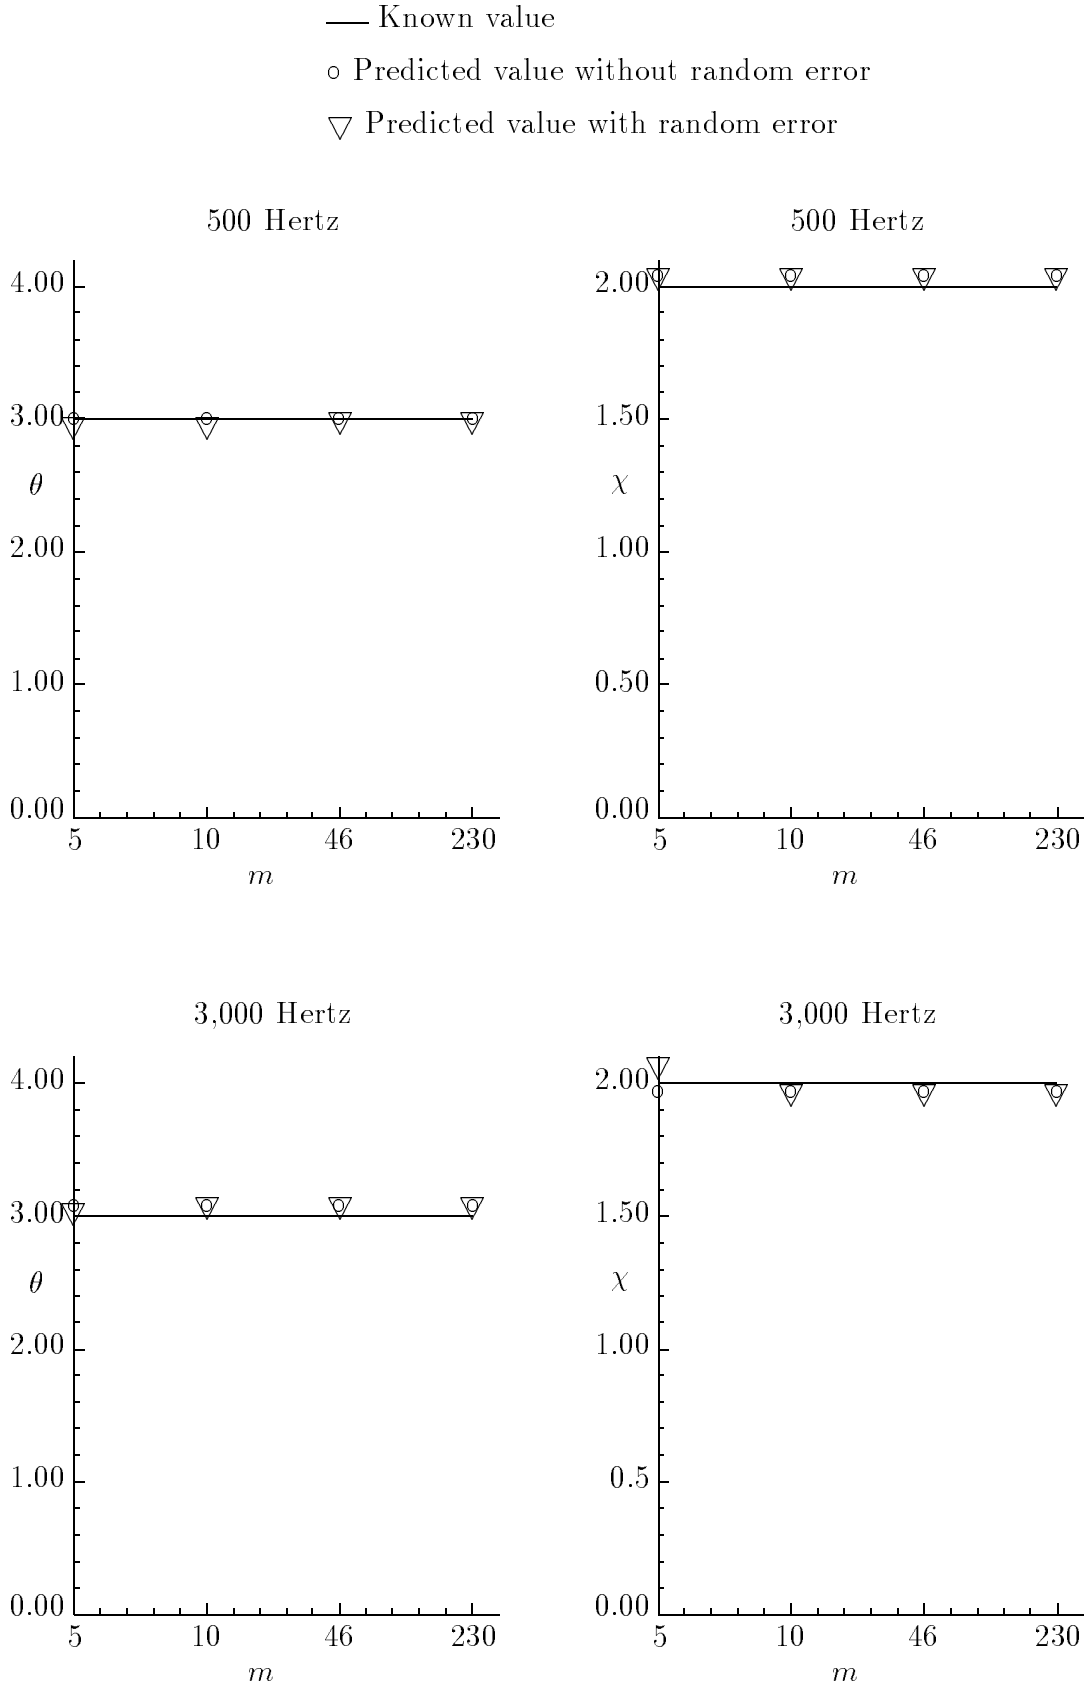 Known value
Predicted value without random error
Predicted value with random error
500 Hertz
4.00
3.00
θ
2.00
1.00
0.00
5 10 46 230
m
500 Hertz
2.00
1.50
χ
1.00
0.50
0.00
5 10 46 230
m
3,000 Hertz
4.00
3.00
θ
2.00
1.00
0.00
5 10 46 230
m
3,000 Hertz
2.00
1.50
χ
1.00
0.5
0.00
5 10 46 230
m